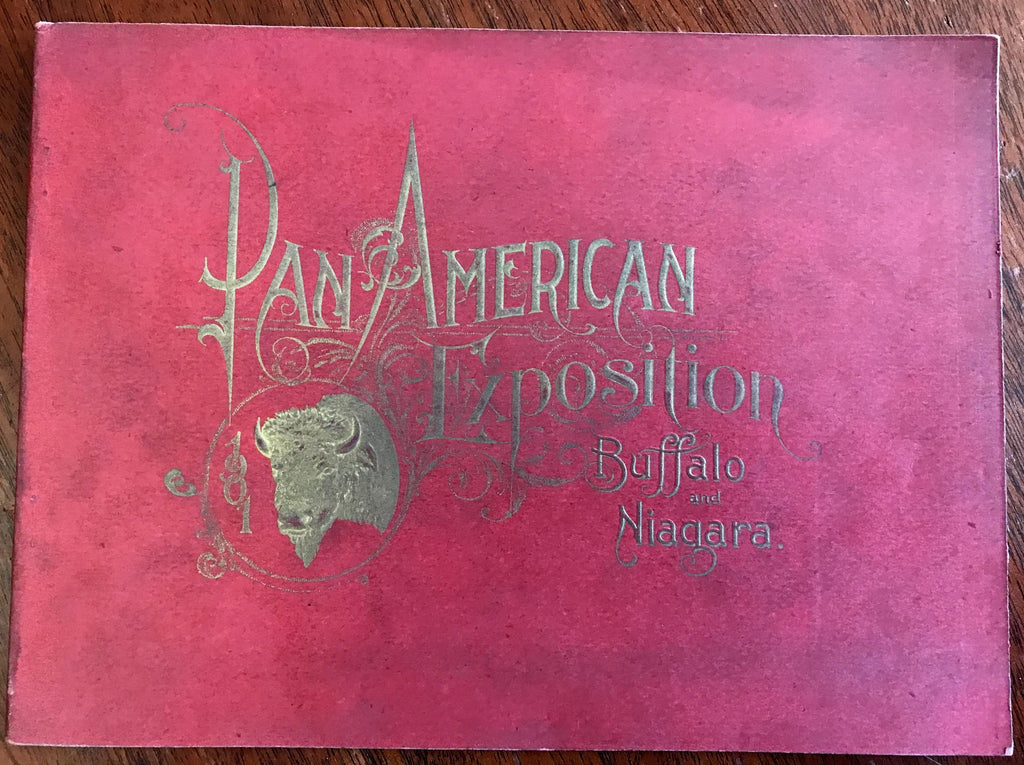 Pan American
Exposition
Buffalo
and
Niagara.
1901